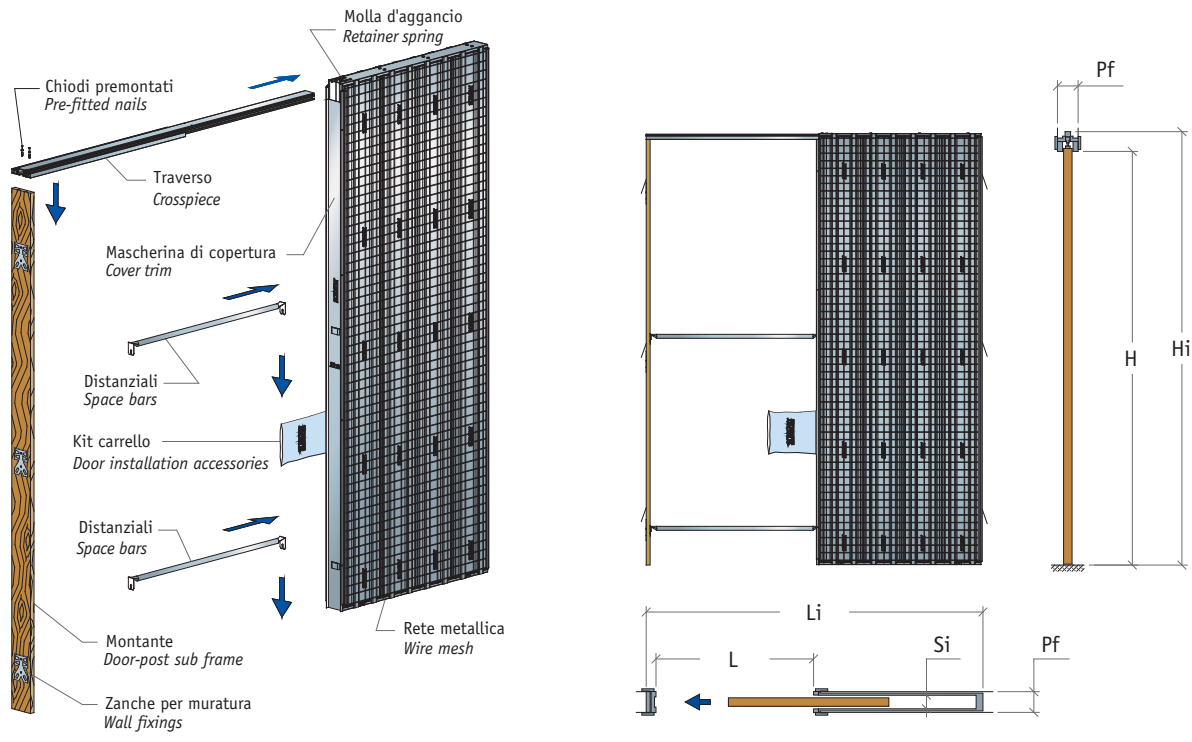 Molla d'aggancio
Retainer spring
Chiodi premontati
Pre-fitted nails
Traverso
Crosspiece
Mascherina di copertura
Cover trim
Distanziali
Space bars
Kit carrello
Door installation accessories
Distanziali
Space bars
Montante
Door-post sub frame
Zanche per muratura
Wall fixings
Rete metallica
Wire mesh
Pf
H
Hi
Li
L
Si
Pf